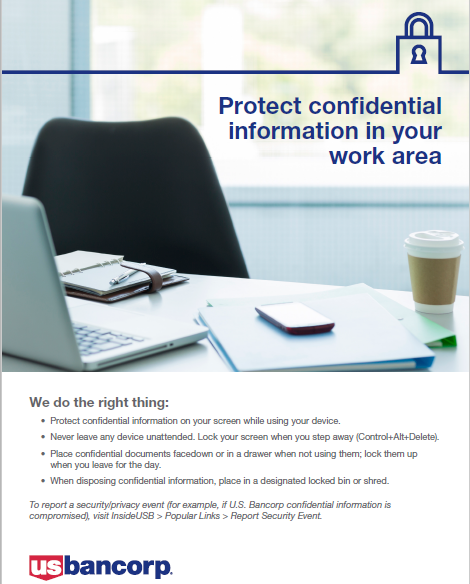 Protect confidential
information in your
work area
We do the right thing:
• Protect confidential information on your screen while using your device.
• Never leave any device unattended. Lock your screen when you step away (Control+Alt+Delete).
• Place confidential documents facedown or in a drawer when not using them; lock them up
when you leave for the day.
• When disposing confidential information, place in a designated locked bin or shred.
To report a security/privacy event (for example, if U.S. Bancorp confidential information is
compromised), visit InsideUSB > Popular Links > Report Security Event.
usbancorp.